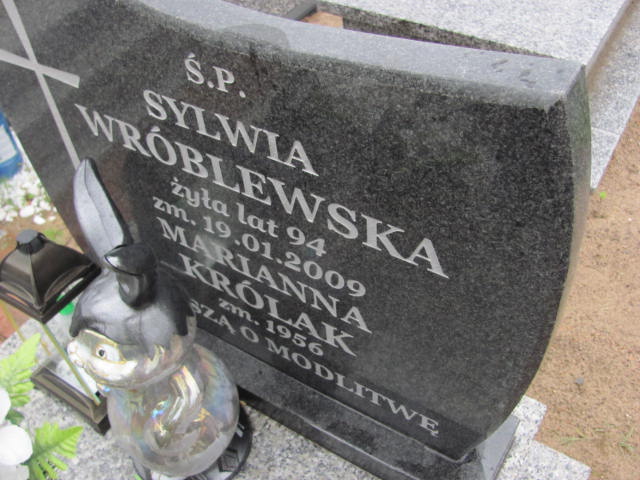 Ś.P.
SYLWIA
WRÓBLEWSKA
żyła lat 94
zm. 19.01.2009
MARIANNA
KRÓLAK
zm. 1956
O MODLITWĘ